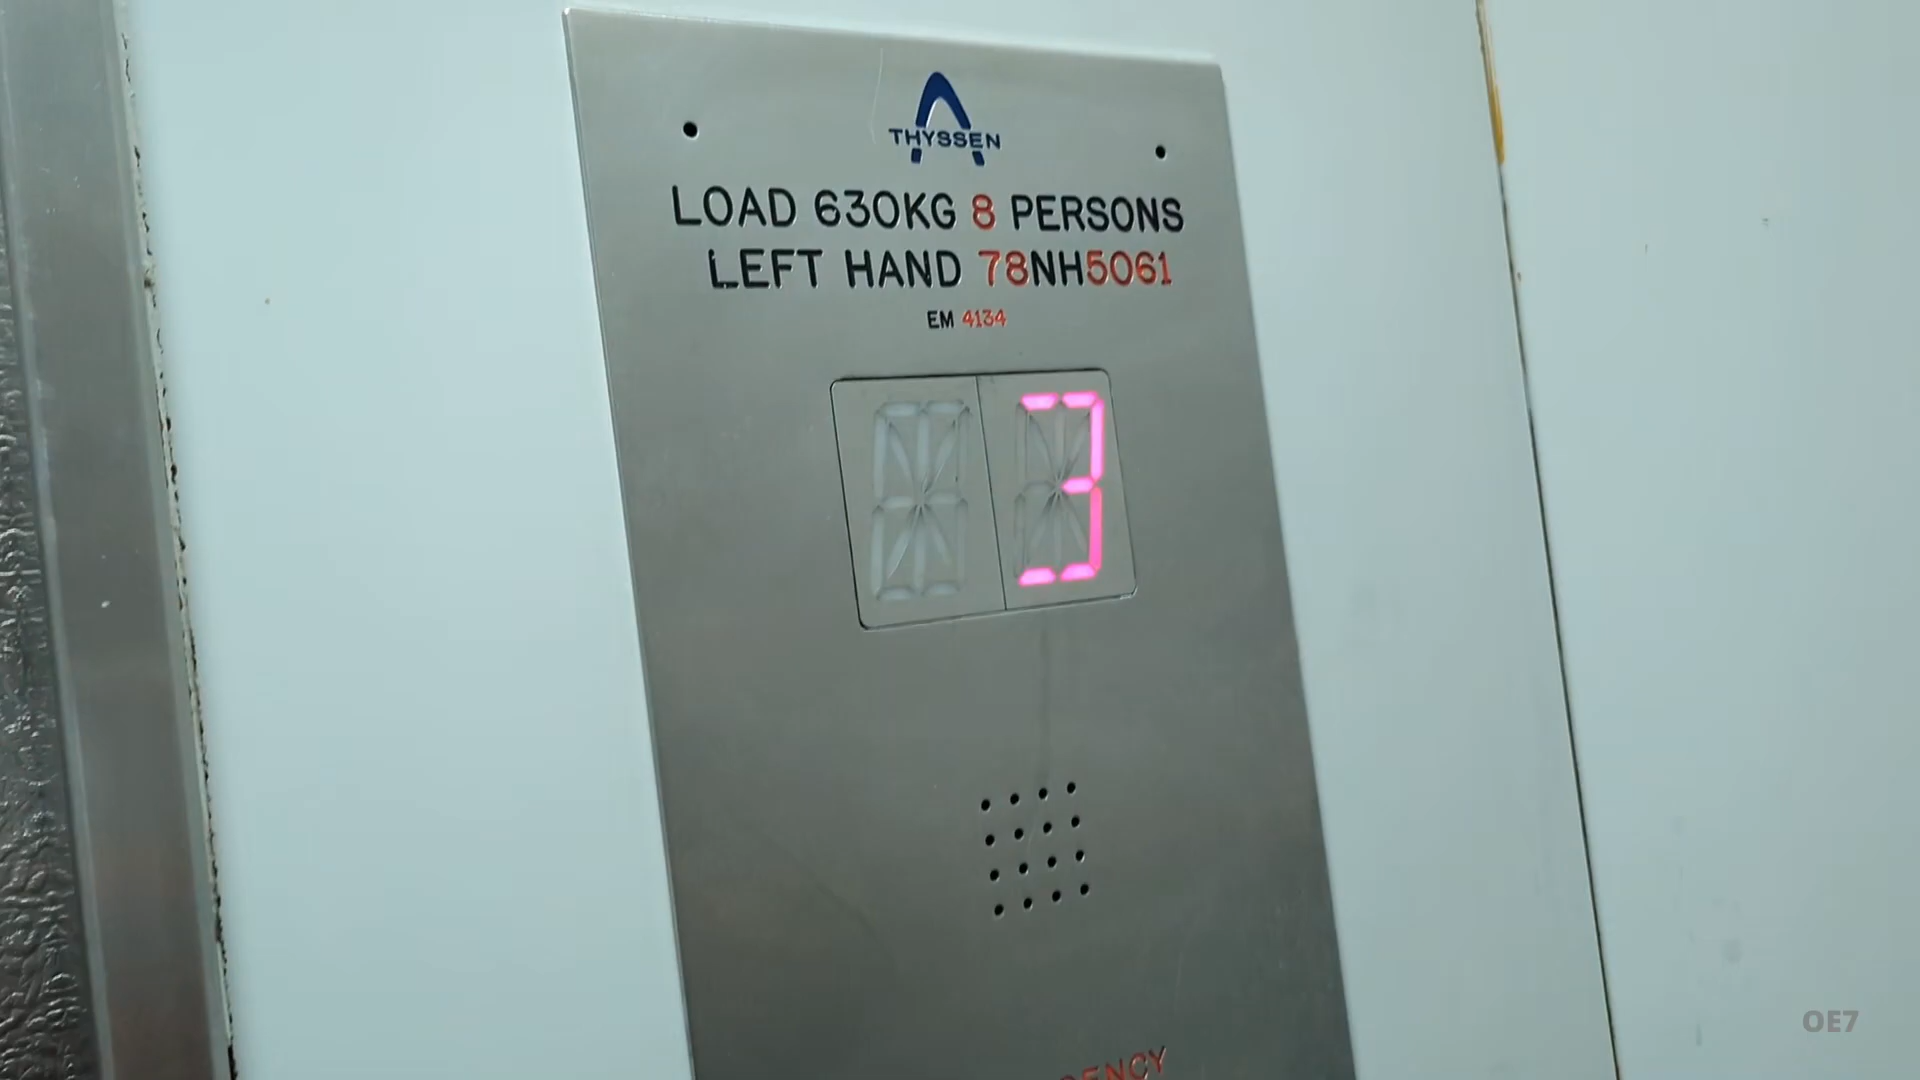 THYSSEN
LOAD 630KG 8 PERSONS
LEFT HAND 78NH5061
EM 4134
3
OE7